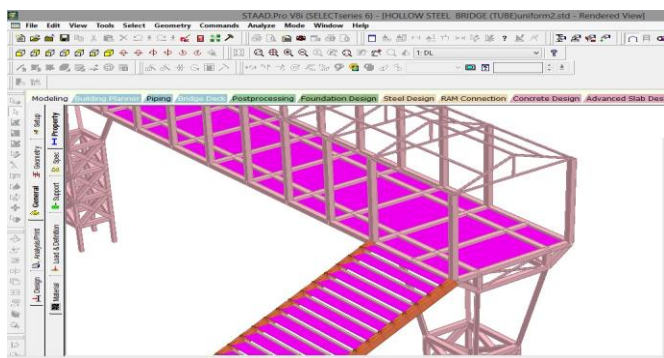 STAAD.Pro V8i (SELECTseries 6) - [HOLLOW STEEL BRIDGE (TUBE)uniform2.std - Rendered View]
File Edit View Tools Select Geometry Commands Analyze Mode Window Help
1: DL
Modeling Building Planner Piping Bridge Deck Postprocessing Foundation Design Steel Design RAM Connection Concrete Design Advanced Slab Des
Setup
Geometry
General
Analysis/Print
Design
Property
Spec
Support
Load & Definition
Material